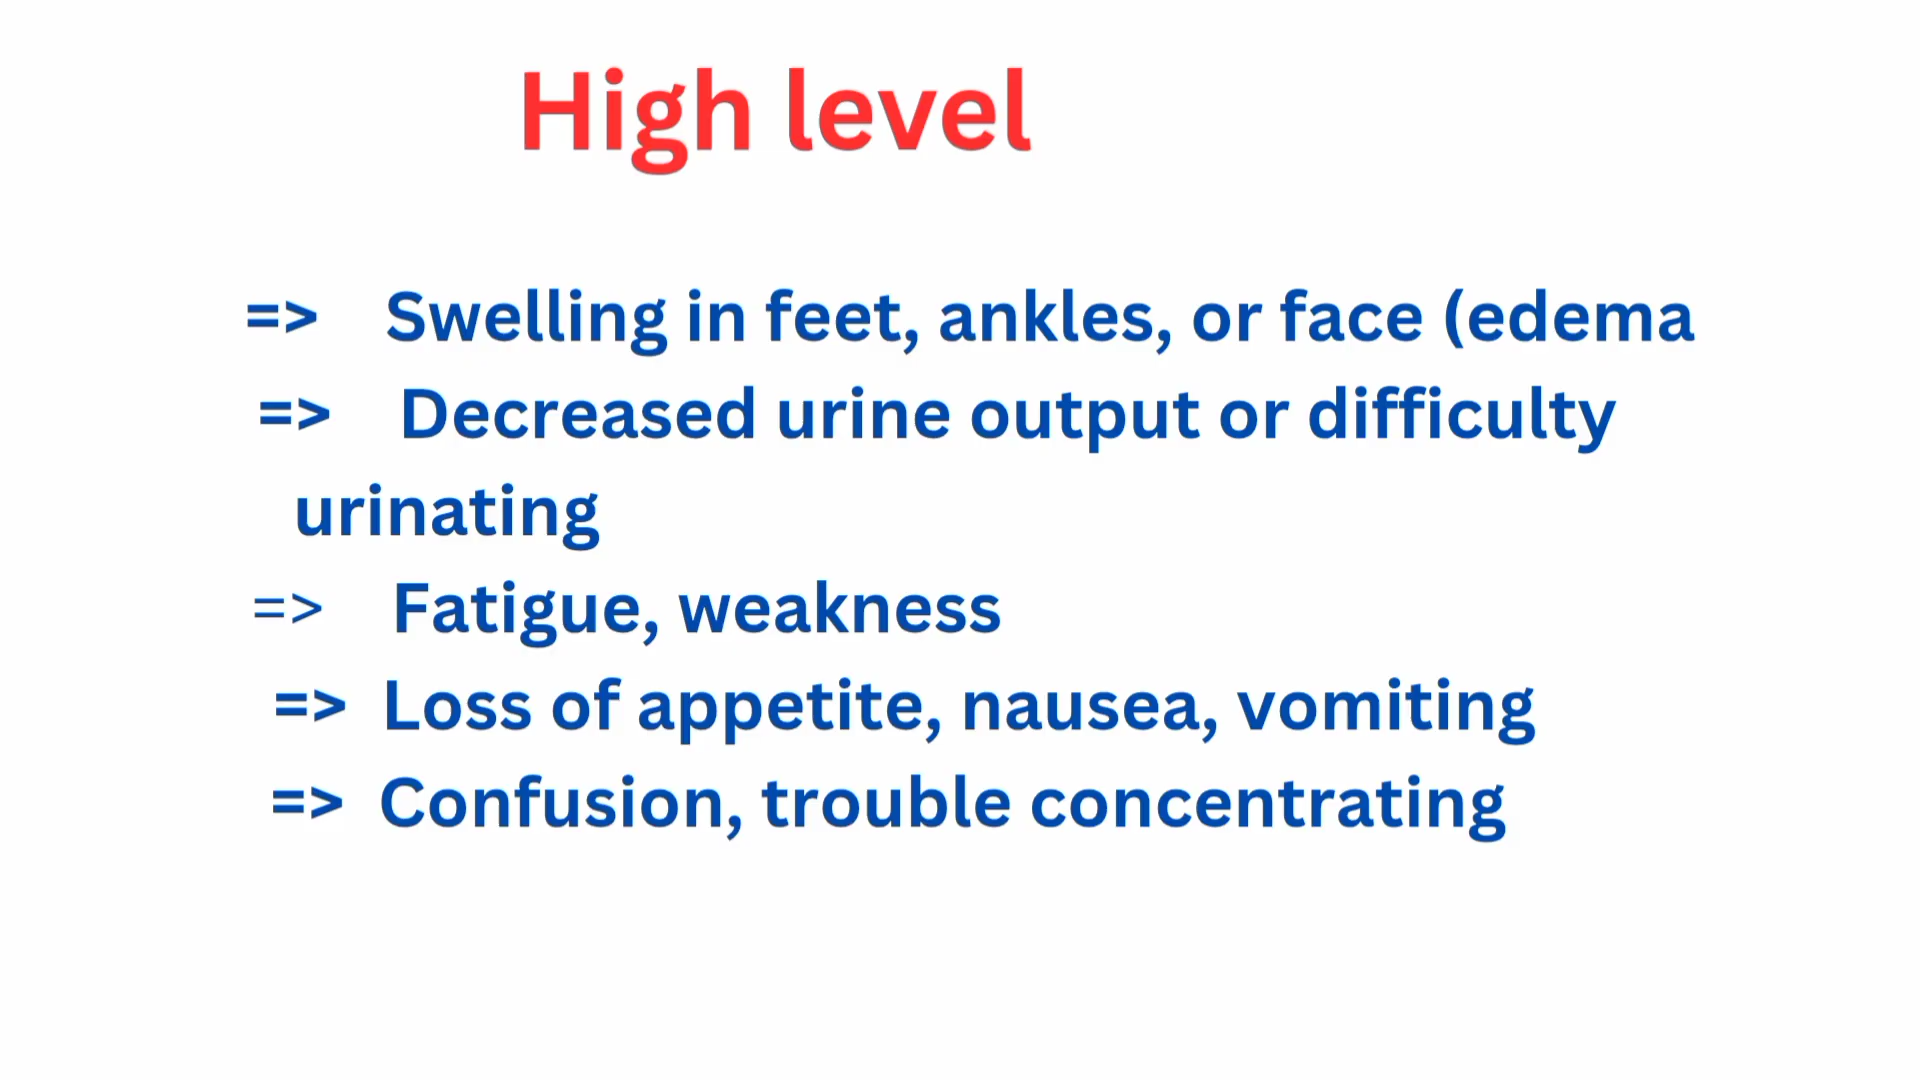 High level
=> Swelling in feet, ankles, or face (edema
=> Decreased urine output or difficulty
urinating
=> Fatigue, weakness
=> Loss of appetite, nausea, vomiting
=> Confusion, trouble concentrating